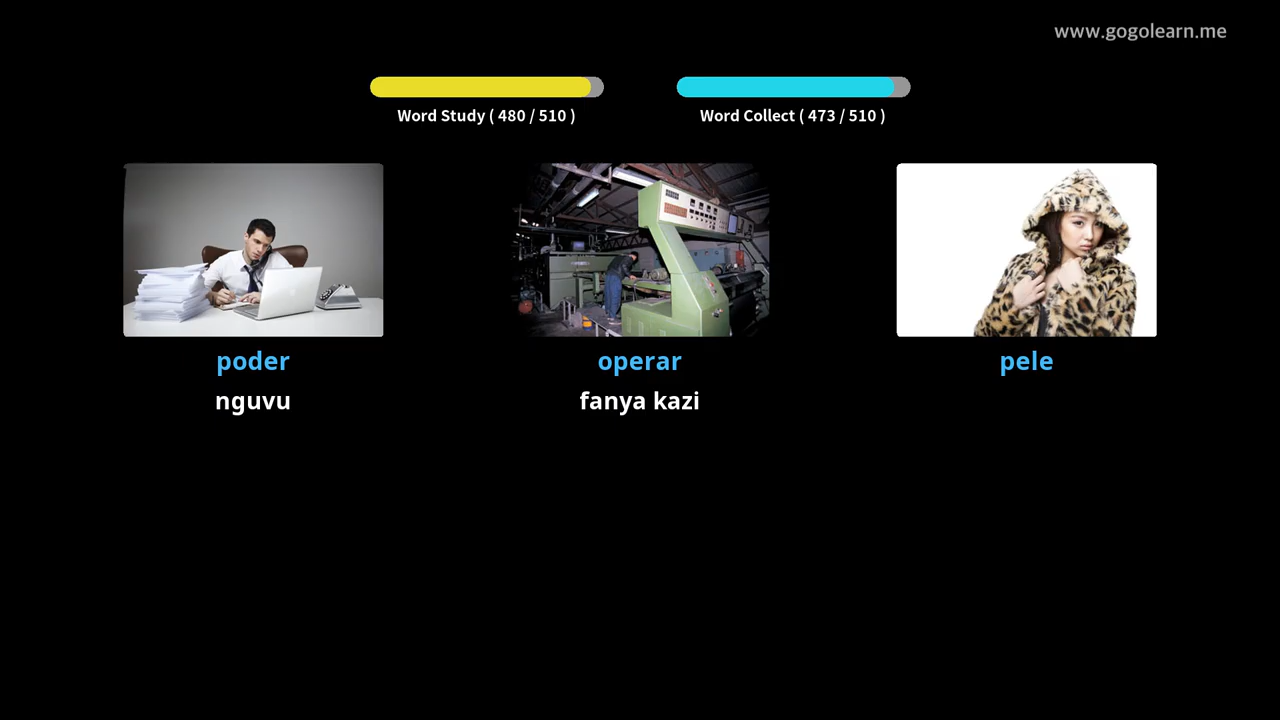 www.gogolearn.me
Word Study ( 480 / 510 )
Word Collect ( 473 / 510 )
poder
operar
pele
nguvu
fanya kazi